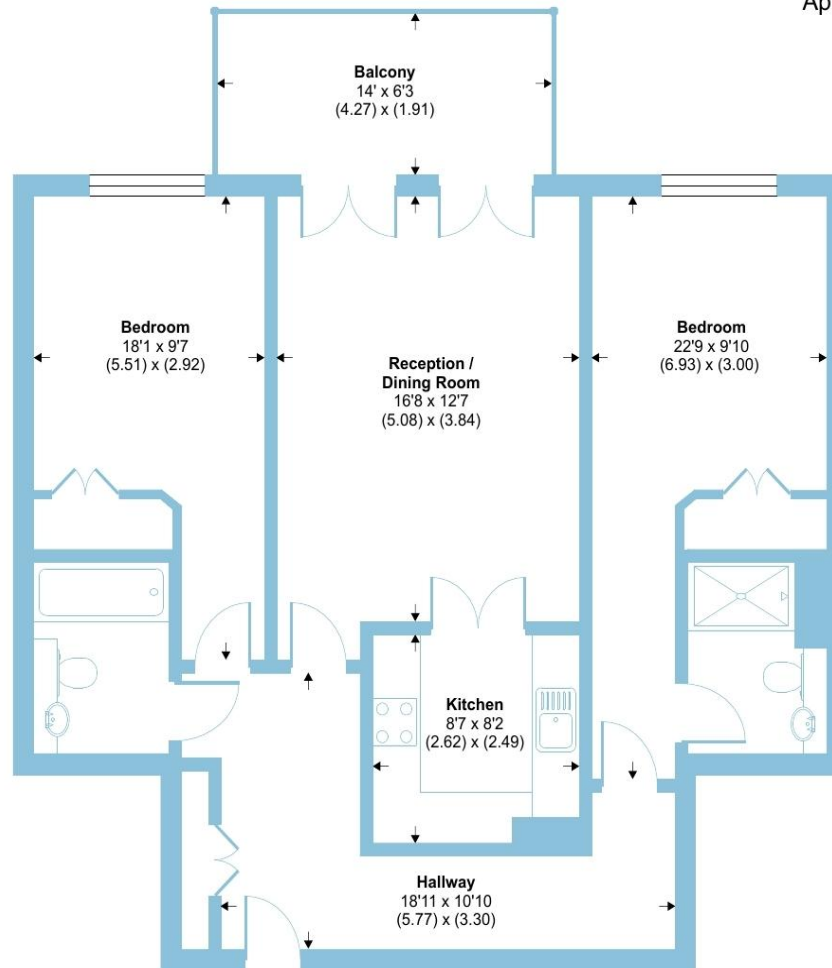 Ap
Balcony
14' x 6'3
(4.27) x (1.91)
Bedroom
18'1 x 9'7
(5.51) x (2.92)
Reception /
Dining Room
16'8 x 12'7
(5.08) x (3.84)
Bedroom
22'9 x 9'10
(6.93) x (3.00)
Kitchen
8'7 x 8'2
(2.62) x (2.49)
Hallway
18'11 x 10'10
(5.77) x (3.30)